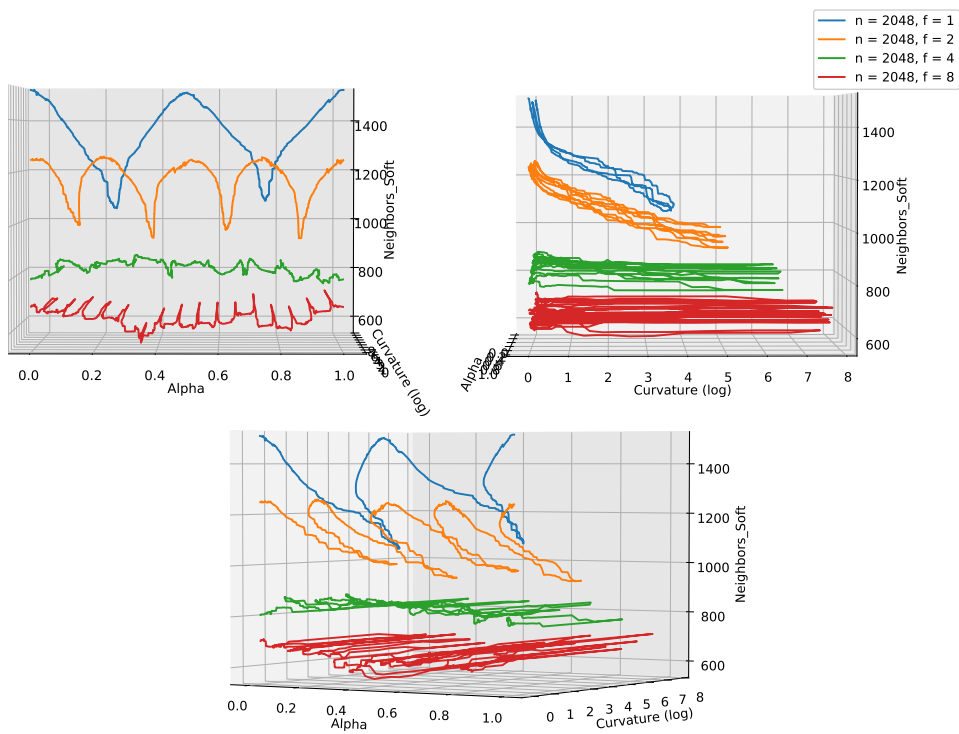 n = 2048, f = 1
n = 2048, f = 2
n = 2048, f = 4
n = 2048, f = 8
1400
1200
1000
800
600
Neighbors_Soft
0.0 0.2 0.4 0.6 0.8 1.0
Alpha
Curvature (log)
1400
1200
1000
800
600
Neighbors_Soft
Alpha
0 1 2 3 4 5 6 7 8
Curvature (log)
1400
1200
1000
800
600
Neighbors_Soft
0.0 0.2 0.4 0.6 0.8 1.0
Alpha
0 1 2 3 4 5 6 7 8
Curvature (log)